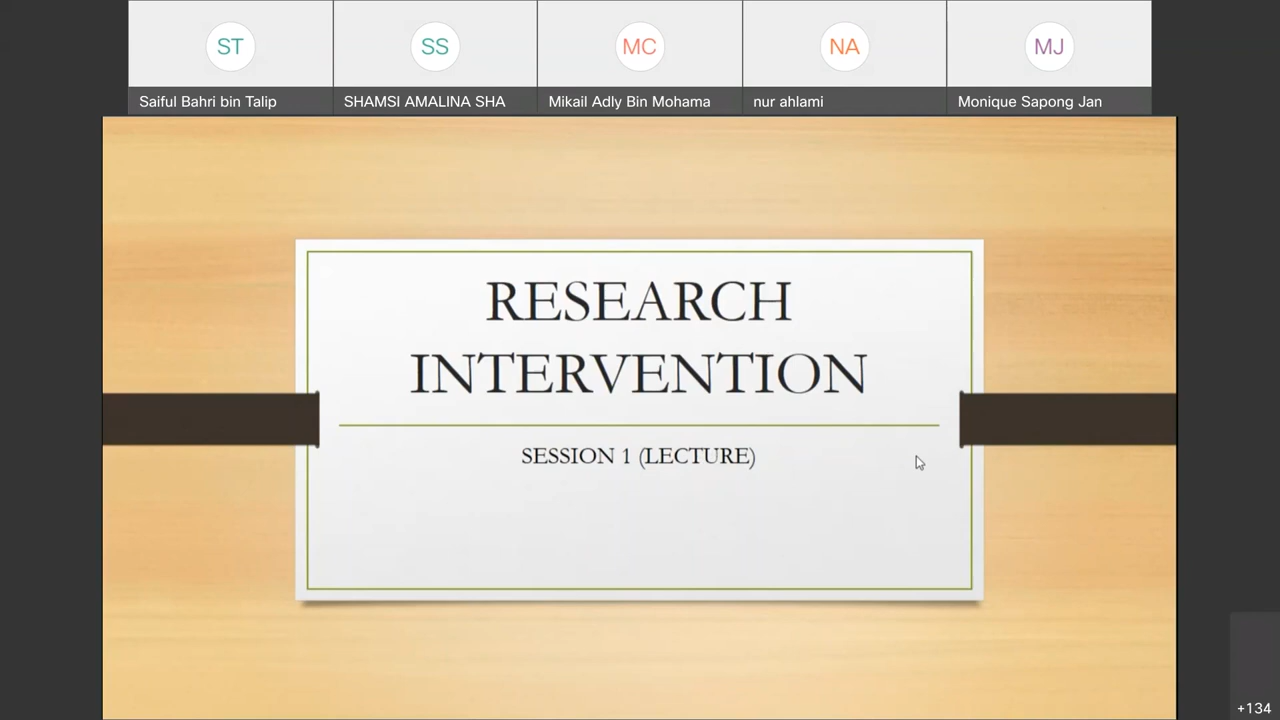 ST
SS
MC
NA
MJ
Saiful Bahri bin Talip
SHAMSI AMALINA SHA
Mikail Adly Bin Mohama
nur ahlami
Monique Sapong Jan
RESEARCH
INTERVENTION
SESSION 1 (LECTURE)
+134